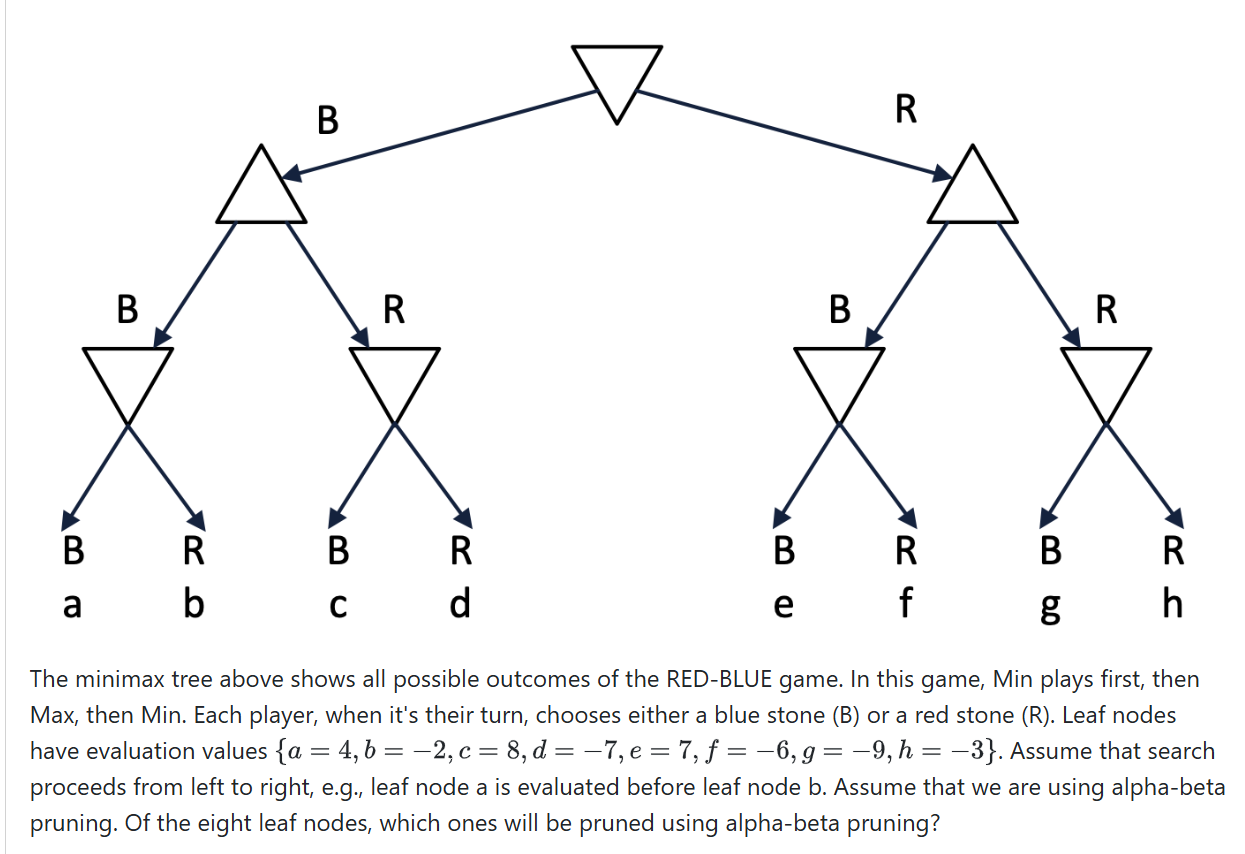 B R
B R B R
B R B R B R B R
a b c d e f g h
The minimax tree above shows all possible outcomes of the RED-BLUE game. In this game, Min plays first, then
Max, then Min. Each player, when it's their turn, chooses either a blue stone (B) or a red stone (R). Leaf nodes
have evaluation values {a = 4, b = −2, c = 8, d = −7, e = 7, f = −6, g = −9, h = −3}. Assume that search
proceeds from left to right, e.g., leaf node a is evaluated before leaf node b. Assume that we are using alpha-beta
pruning. Of the eight leaf nodes, which ones will be pruned using alpha-beta pruning?